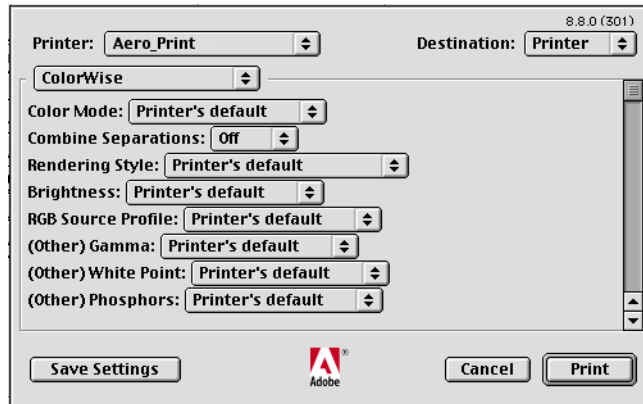 8.8.0 (301)
Printer: Aero_Print Destination: Printer
ColorWise
Color Mode: Printer's default
Combine Separations: Off
Rendering Style: Printer's default
Brightness: Printer's default
RGB Source Profile: Printer's default
(Other) Gamma: Printer's default
(Other) White Point: Printer's default
(Other) Phosphors: Printer's default
Save Settings Adobe ® Cancel Print